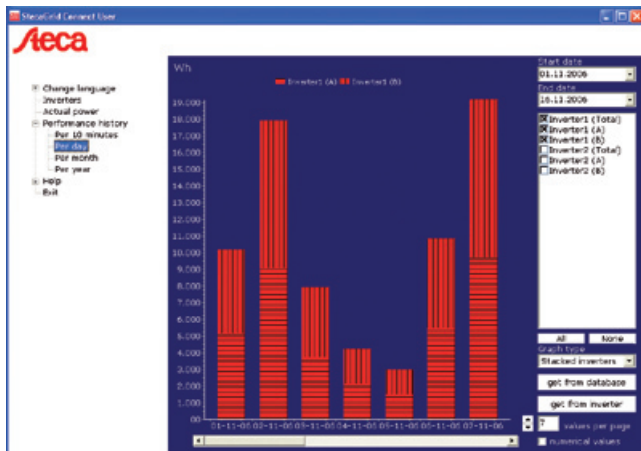 StecaGrid Connect User
Steca
Change language
Inverters
Actual power
Performance history
Per 10 minutes
Per day
Per month
Per year
Help
Exit
Wh
Inverter1 (A) Inverter1 (B)
19.000
18.000
17.000
16.000
15.000
14.000
13.000
12.000
11.000
10.000
9.000
8.000
7.000
6.000
5.000
4.000
3.000
2.000
1.000
00
01-11-06 02-11-06 03-11-06 04-11-06 05-11-06 06-11-06 07-11-06
Start date
01.11.2006
End date
16.11.2006
Inverter1 (Total)
Inverter1 (A)
Inverter1 (B)
Inverter2 (Total)
Inverter2 (A)
Inverter2 (B)
All None
Graph type
Stacked inverters
get from database
get from inverter
7 values per page
numerical values